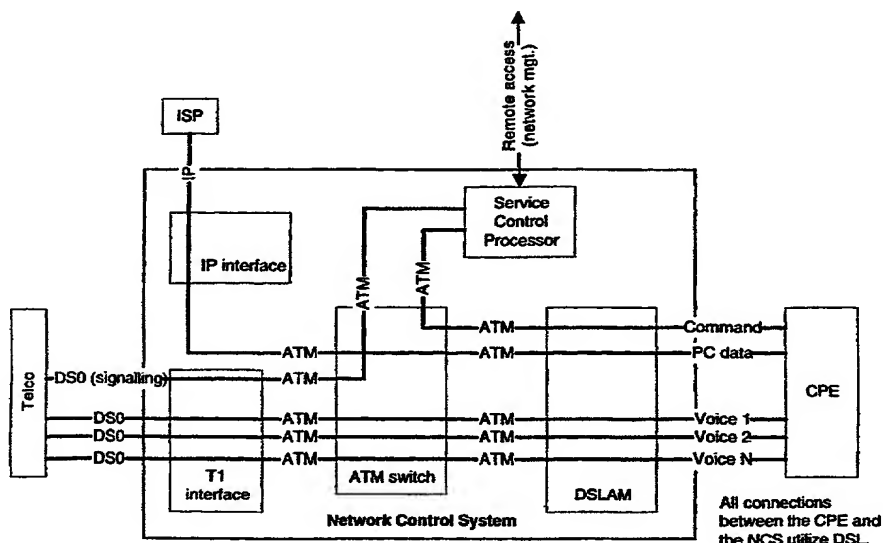 Remote access
(network mgt.)
ISP
IP
Service
Control
Processor
IP interface
ATM
ATM
ATM
Command
ATM
ATM
PC data
Telco
DS0 (signalling)
ATM
CPE
DS0
ATM
ATM
Voice 1
DS0
ATM
ATM
Voice 2
DS0
ATM
ATM
Voice N
T1
interface
ATM switch
DSLAM
Network Control System
All connections
between the CPE and
the NCS utilize DSL.